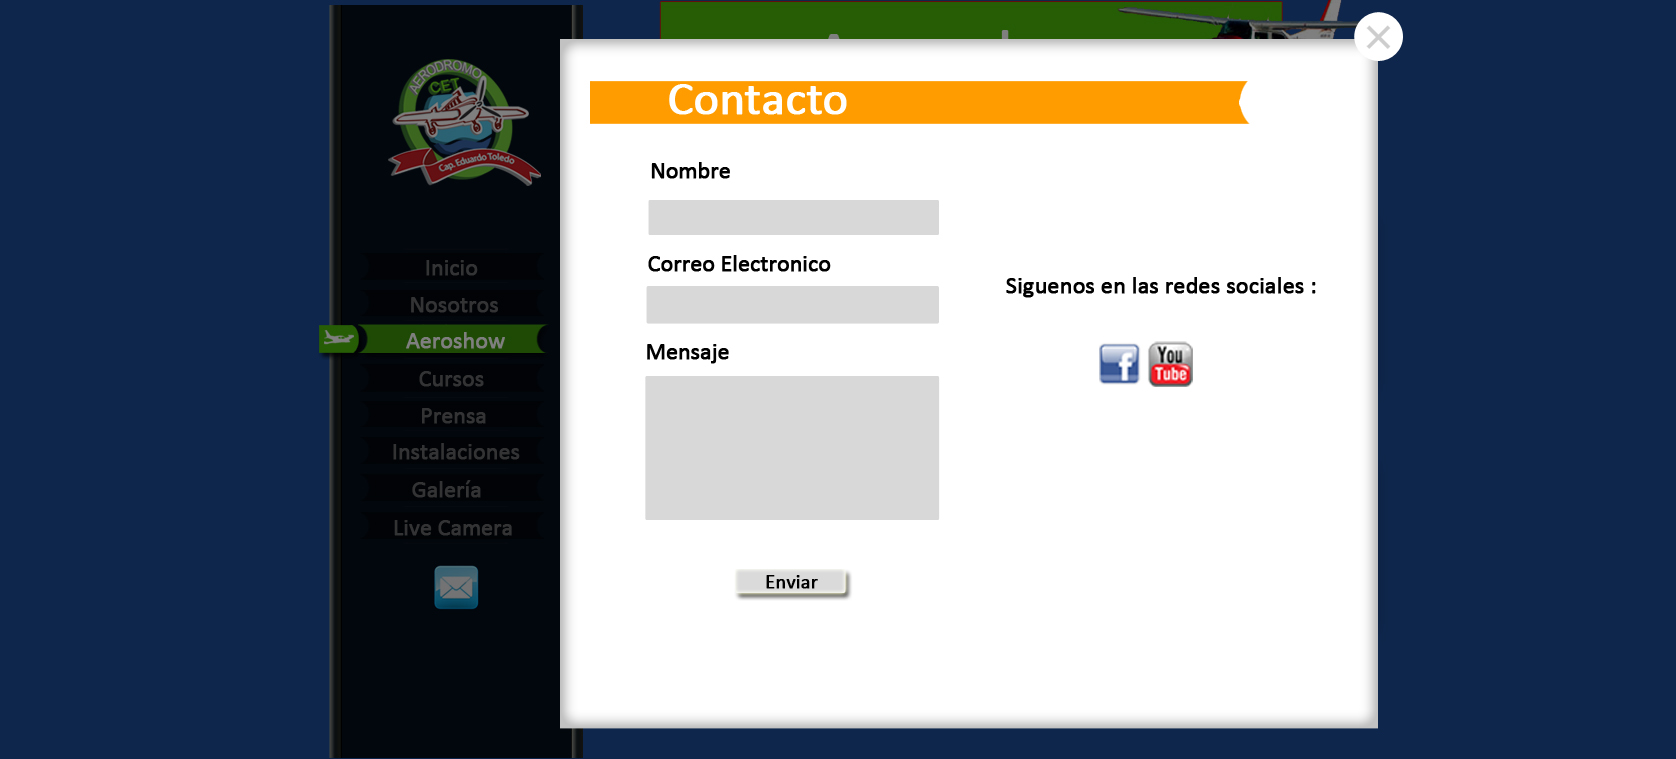 AERODROMO
CET
Cap. Eduardo Toledo
Inicio
Nosotros
Aeroshow
Cursos
Prensa
Instalaciones
Galería
Live Camera
Contacto
Nombre
Correo Electronico
Mensaje
Enviar
Siguenos en las redes sociales :
You
Tube